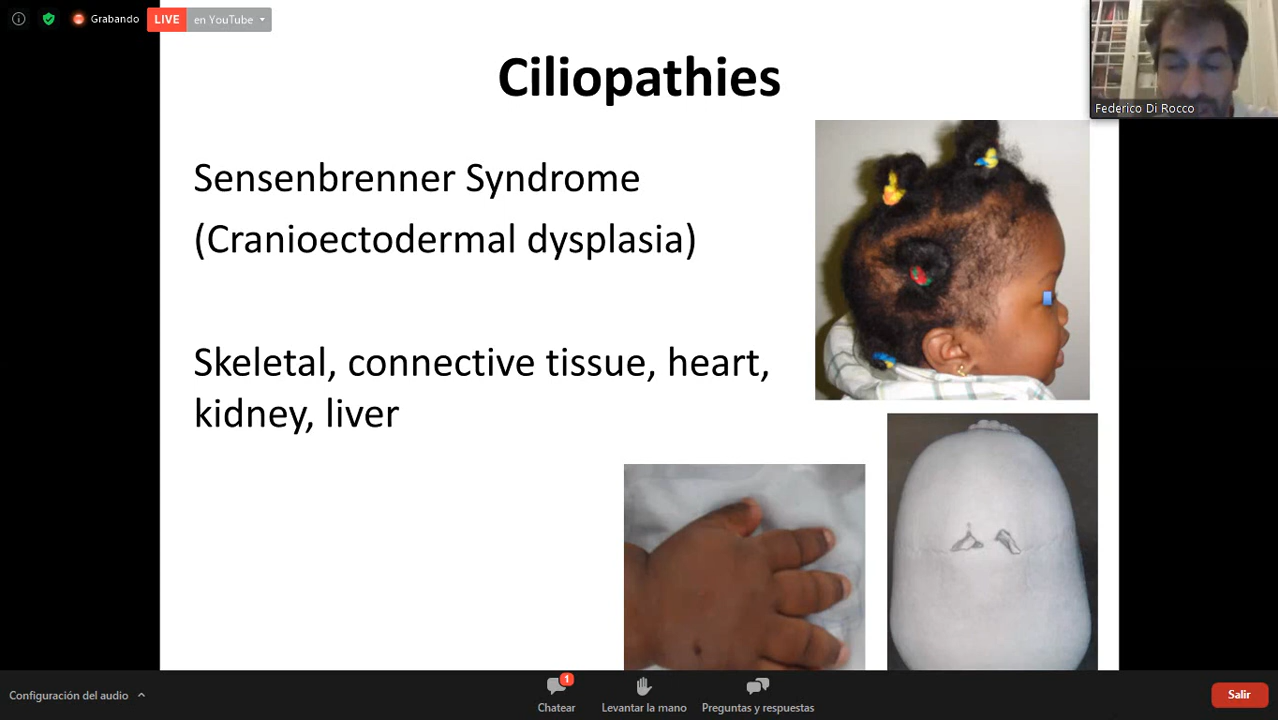 Grabando
LIVE
en YouTube
Federico Di Rocco
Ciliopathies
Sensenbrenner Syndrome
(Cranioectodermal dysplasia)
Skeletal, connective tissue, heart,
kidney, liver
Configuración del audio
1
Chatear
Levantar la mano
Preguntas y respuestas
Salir